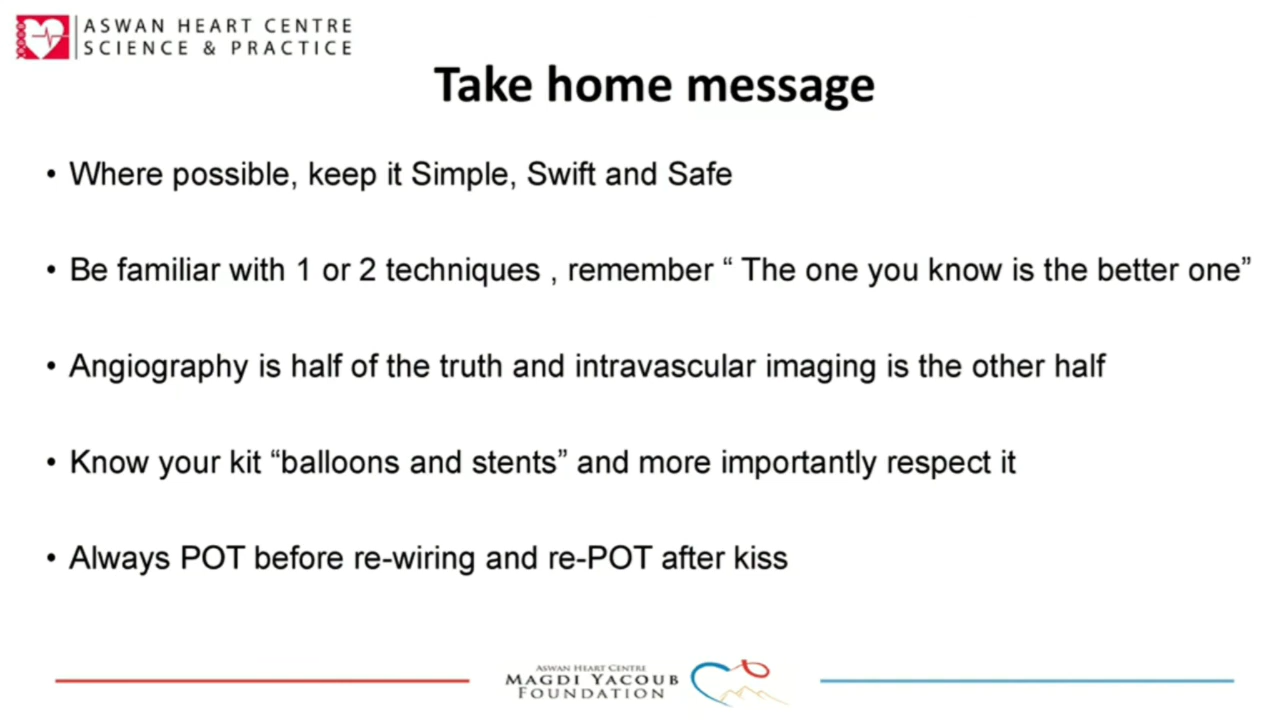 ASWAN HEART CENTRE
SCIENCE & PRACTICE
Take home message
• Where possible, keep it Simple, Swift and Safe
• Be familiar with 1 or 2 techniques , remember “ The one you know is the better one”
• Angiography is half of the truth and intravascular imaging is the other half
• Know your kit “balloons and stents” and more importantly respect it
• Always POT before re-wiring and re-POT after kiss
ASWAN HEART CENTRE
MAGDI YACOUB
FOUNDATION